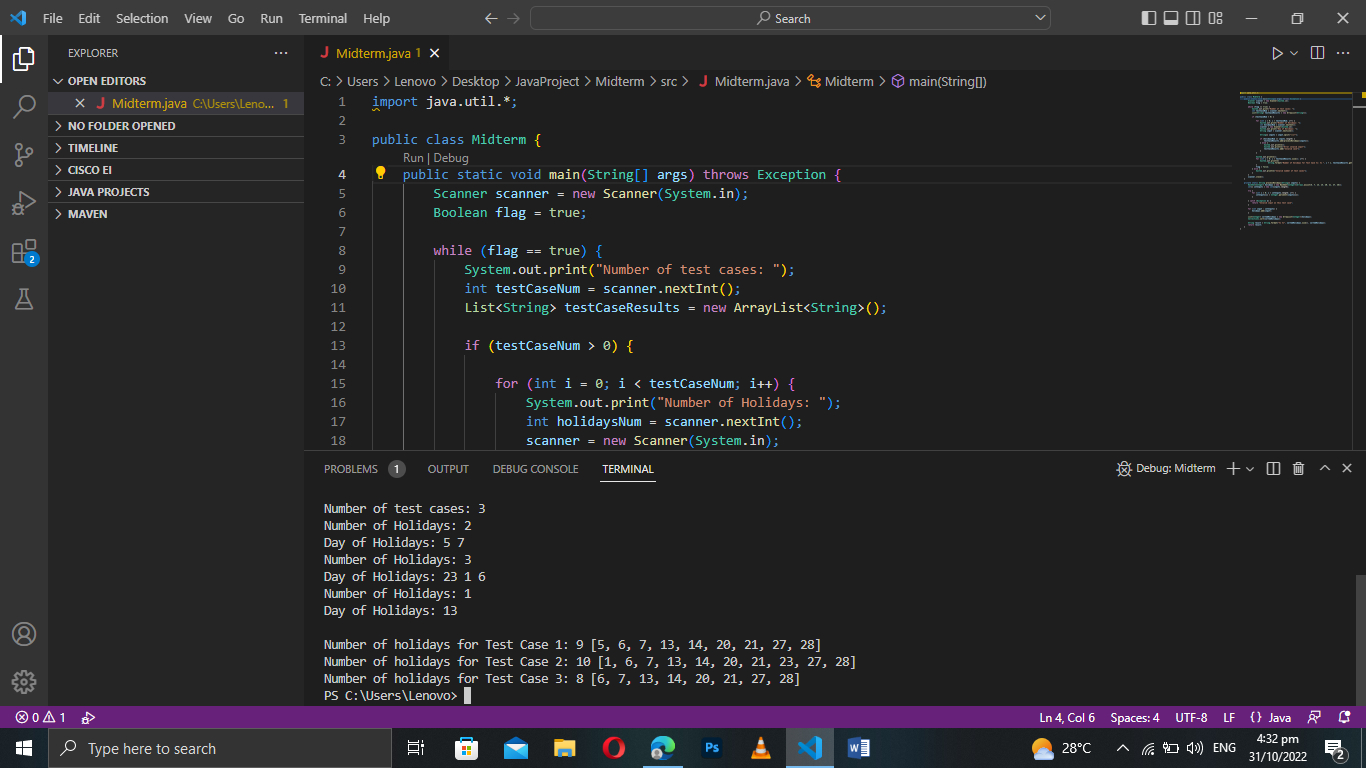 File Edit Selection View Go Run Terminal Help
Search
EXPLORER
OPEN EDITORS
Midterm.java C:\Users\Leno... 1
NO FOLDER OPENED
TIMELINE
CISCO EI
JAVA PROJECTS
MAVEN
2
J Midterm.java 1
C: > Users > Lenovo > Desktop > JavaProject > Midterm > src > J Midterm.java > Midterm > main(String[])
1 import java.util.*;
2
3 public class Midterm {
Run | Debug
4 public static void main(String[] args) throws Exception {
5 Scanner scanner = new Scanner(System.in);
6 Boolean flag = true;
7
8 while (flag == true) {
9 System.out.print("Number of test cases: ");
10 int testCaseNum = scanner.nextInt();
11 List<String> testCaseResults = new ArrayList<String>();
12
13 if (testCaseNum > 0) {
14
15 for (int i = 0; i < testCaseNum; i++) {
16 System.out.print("Number of Holidays: ");
17 int holidaysNum = scanner.nextInt();
18 scanner = new Scanner(System.in);
PROBLEMS 1 OUTPUT DEBUG CONSOLE TERMINAL
Debug: Midterm
Number of test cases: 3
Number of Holidays: 2
Day of Holidays: 5 7
Number of Holidays: 3
Day of Holidays: 23 1 6
Number of Holidays: 1
Day of Holidays: 13
Number of holidays for Test Case 1: 9 [5, 6, 7, 13, 14, 20, 21, 27, 28]
Number of holidays for Test Case 2: 10 [1, 6, 7, 13, 14, 20, 21, 23, 27, 28]
Number of holidays for Test Case 3: 8 [6, 7, 13, 14, 20, 21, 27, 28]
PS C:\Users\Lenovo>
0 1
Ln 4, Col 6 Spaces: 4 UTF-8 LF {} Java
Type here to search
Ps
W
28°C
ENG
4:32 pm
31/10/2022
2